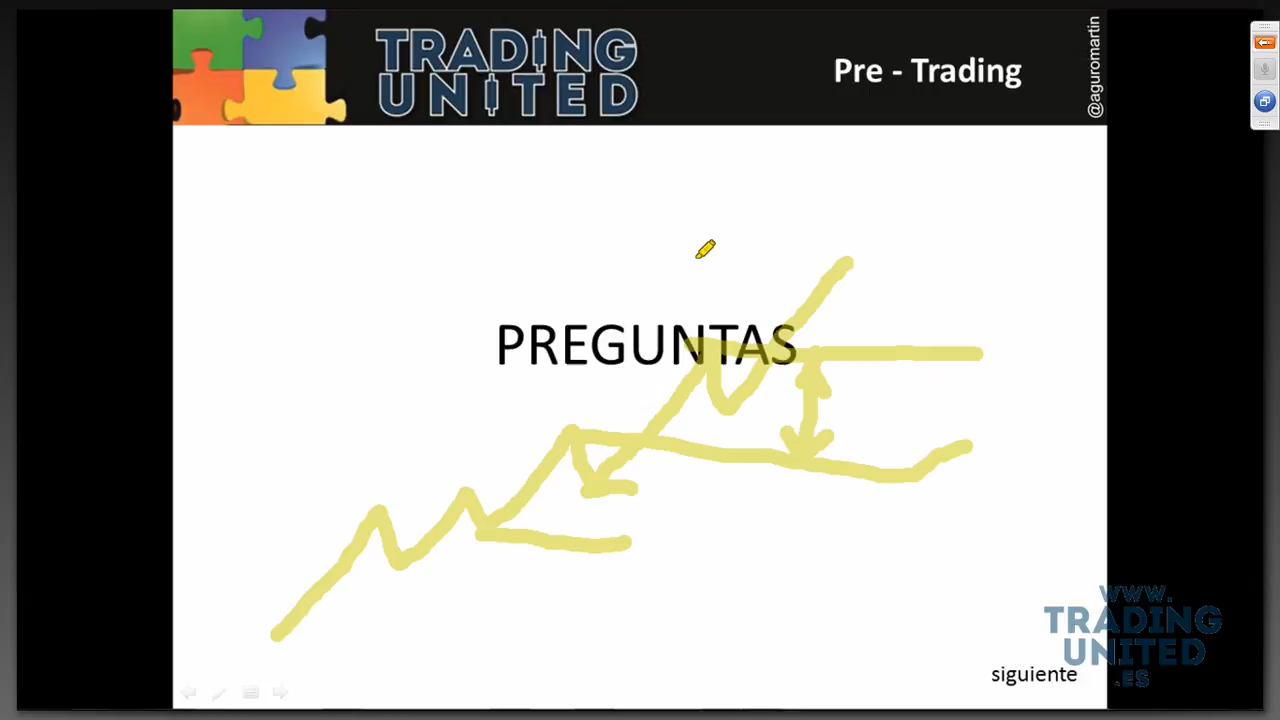 TRADING
UNITED
Pre - Trading
@aguromartin
PREGUNTAS
WWW.
TRADING
UNITED
.ES
siguiente